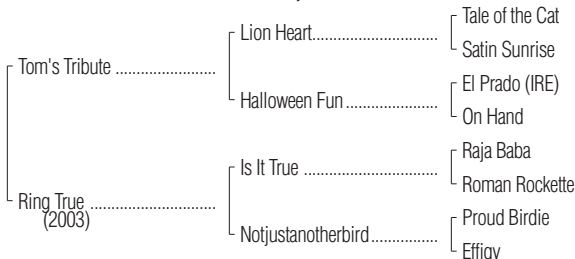 Tale of the Cat
Lion Heart
Satin Sunrise
Tom's Tribute
El Prado (IRE)
Halloween Fun
On Hand
Raja Baba
Is It True
Roman Rockette
Ring True
(2003)
Proud Birdie
Notjustanotherbird
Effigy